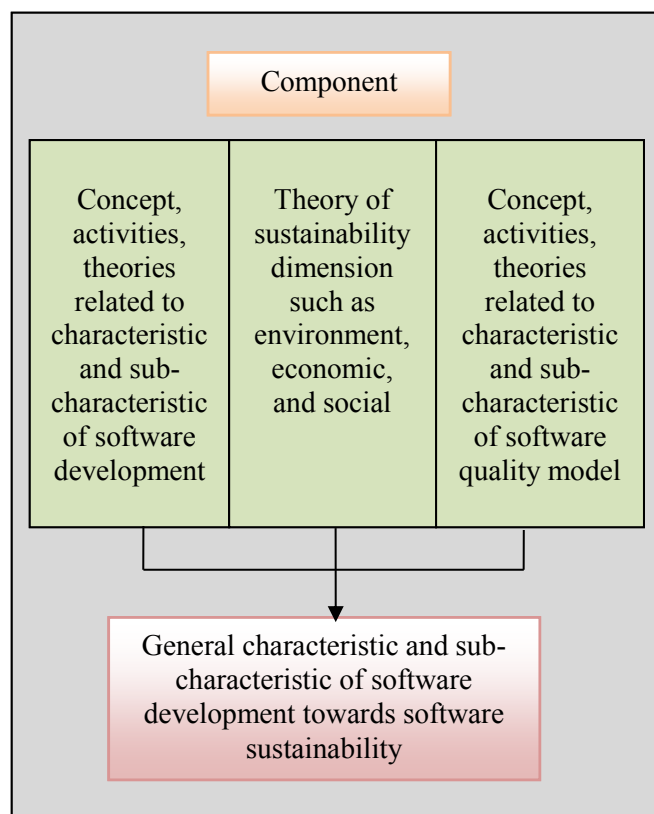 Component
Concept,
activities,
theories
related to
characteristic
and sub-
characteristic
of software
development
Theory of
sustainability
dimension
such as
environment,
economic,
and social
Concept,
activities,
theories
related to
characteristic
and sub-
characteristic
of software
quality model
General characteristic and sub-
characteristic of software
development towards software
sustainability